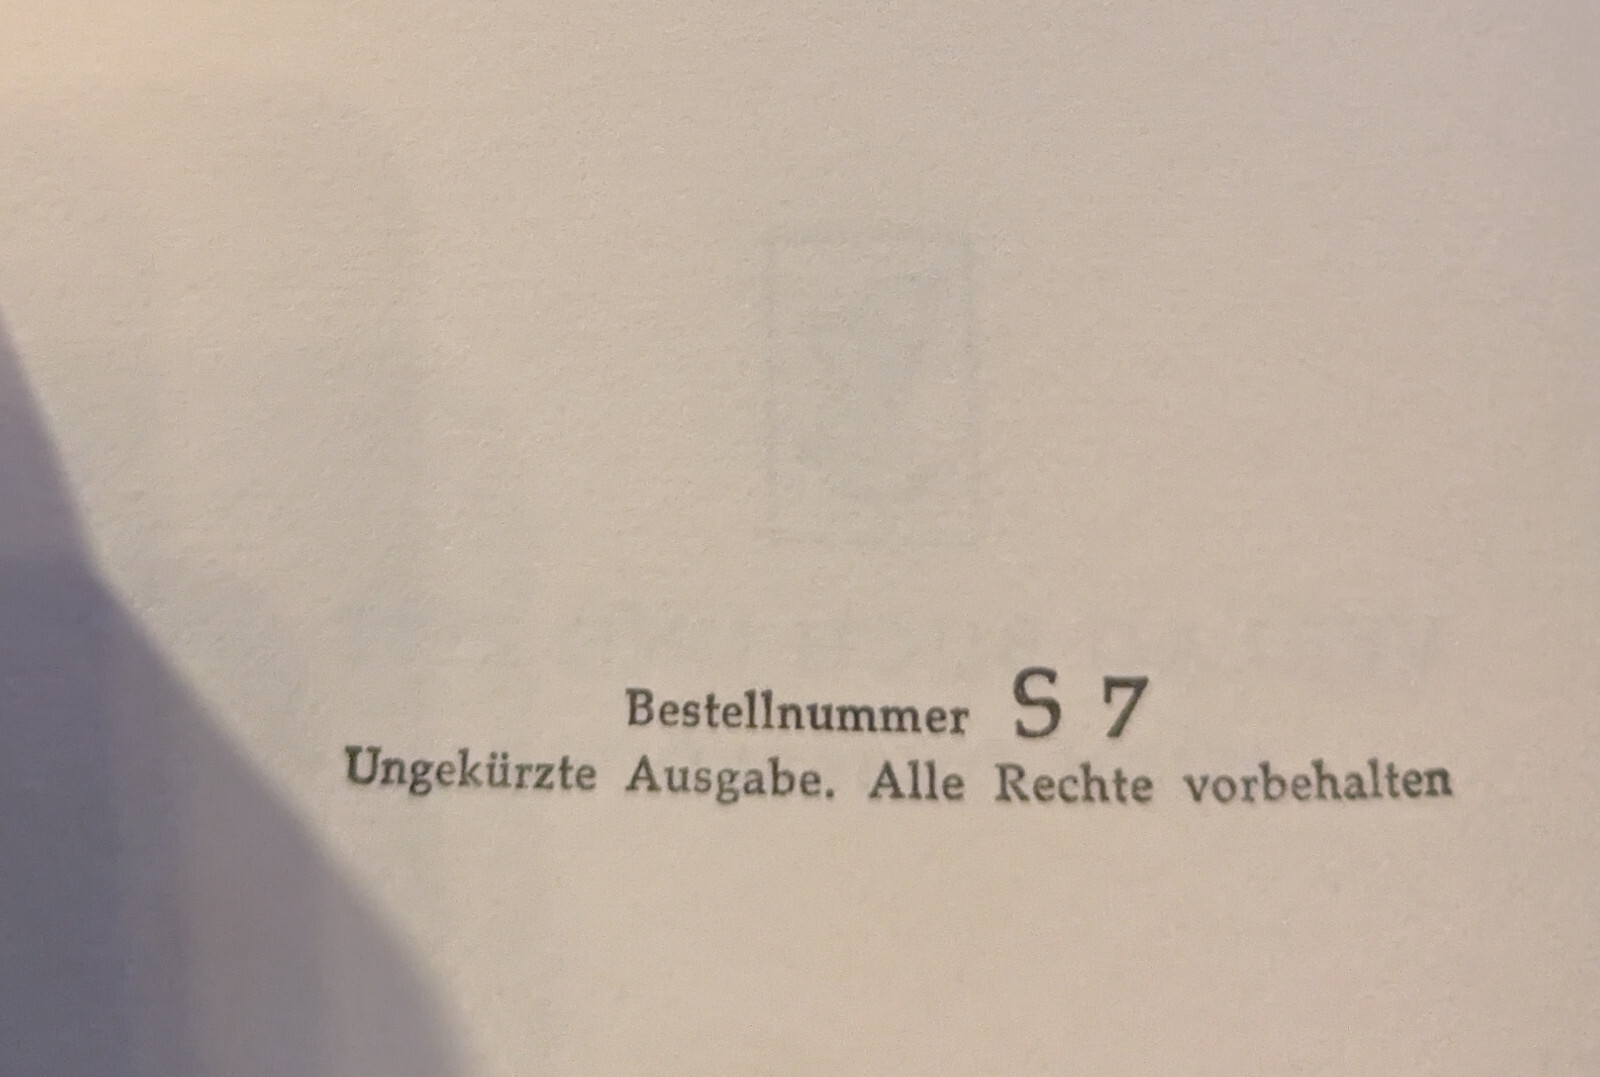 Bestellnummer S 7
Ungekürzte Ausgabe. Alle Rechte vorbehalten